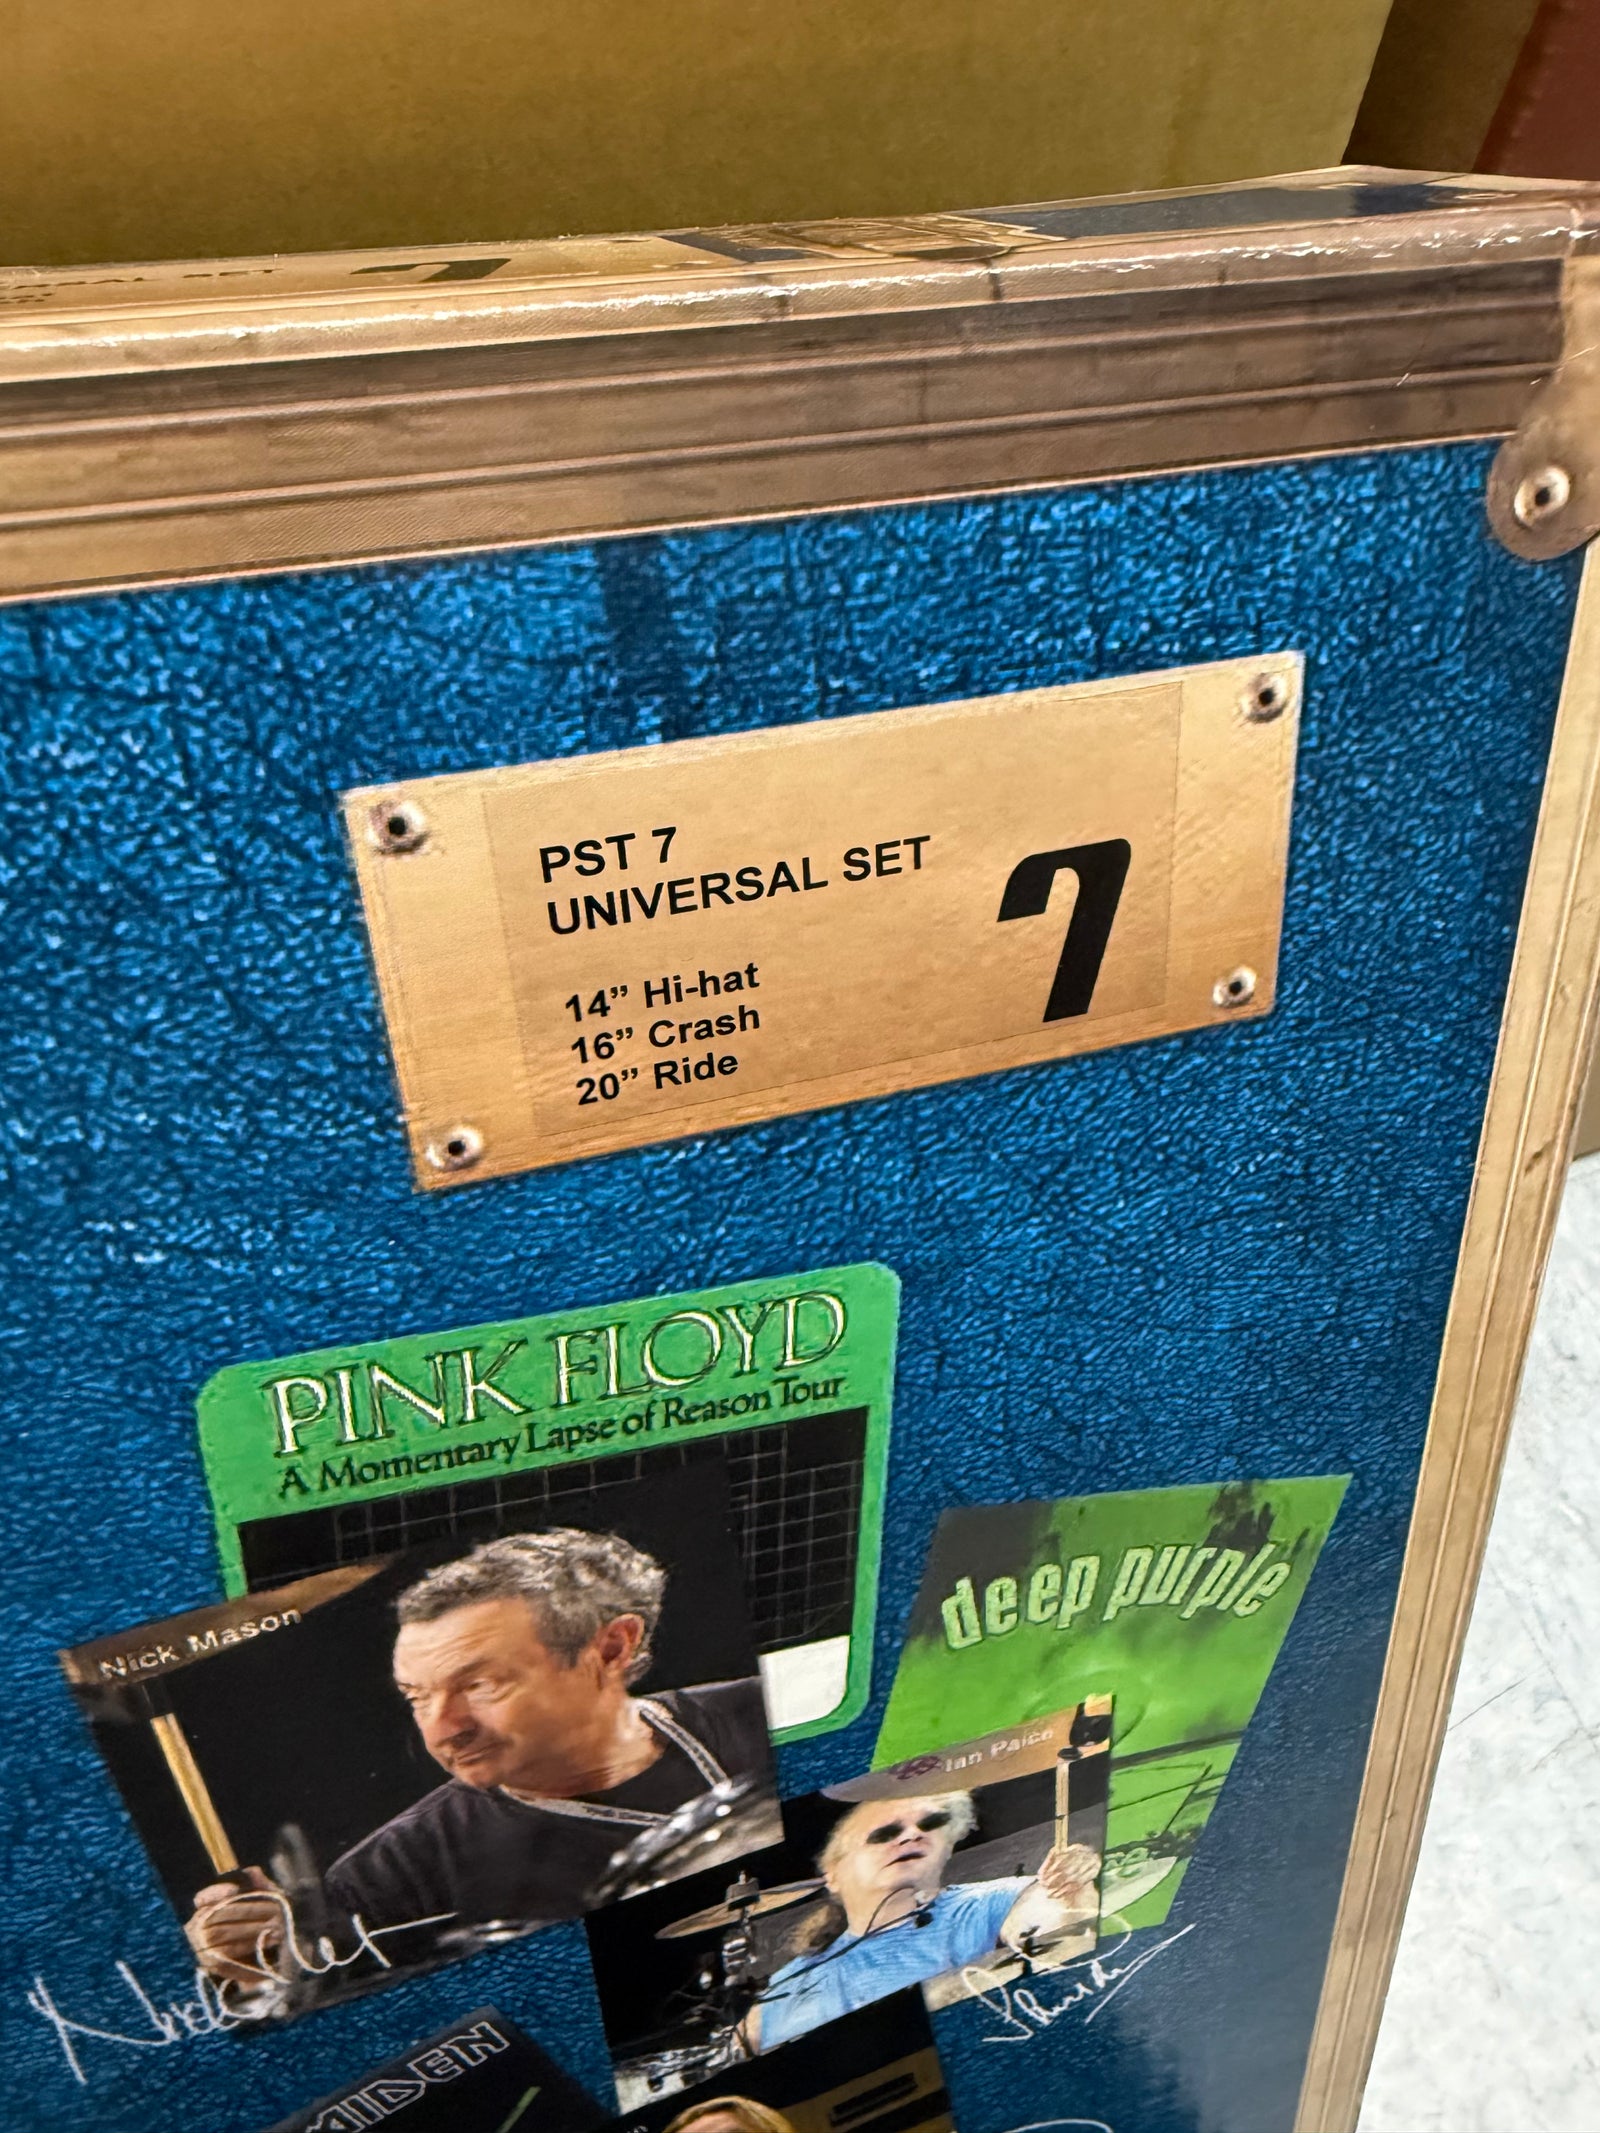 PST 7
UNIVERSAL SET
7
14” Hi-hat
16” Crash
20” Ride
PINK FLOYD
A Momentary Lapse of Reason Tour
deep purple
Nick Mason
Ian Paice